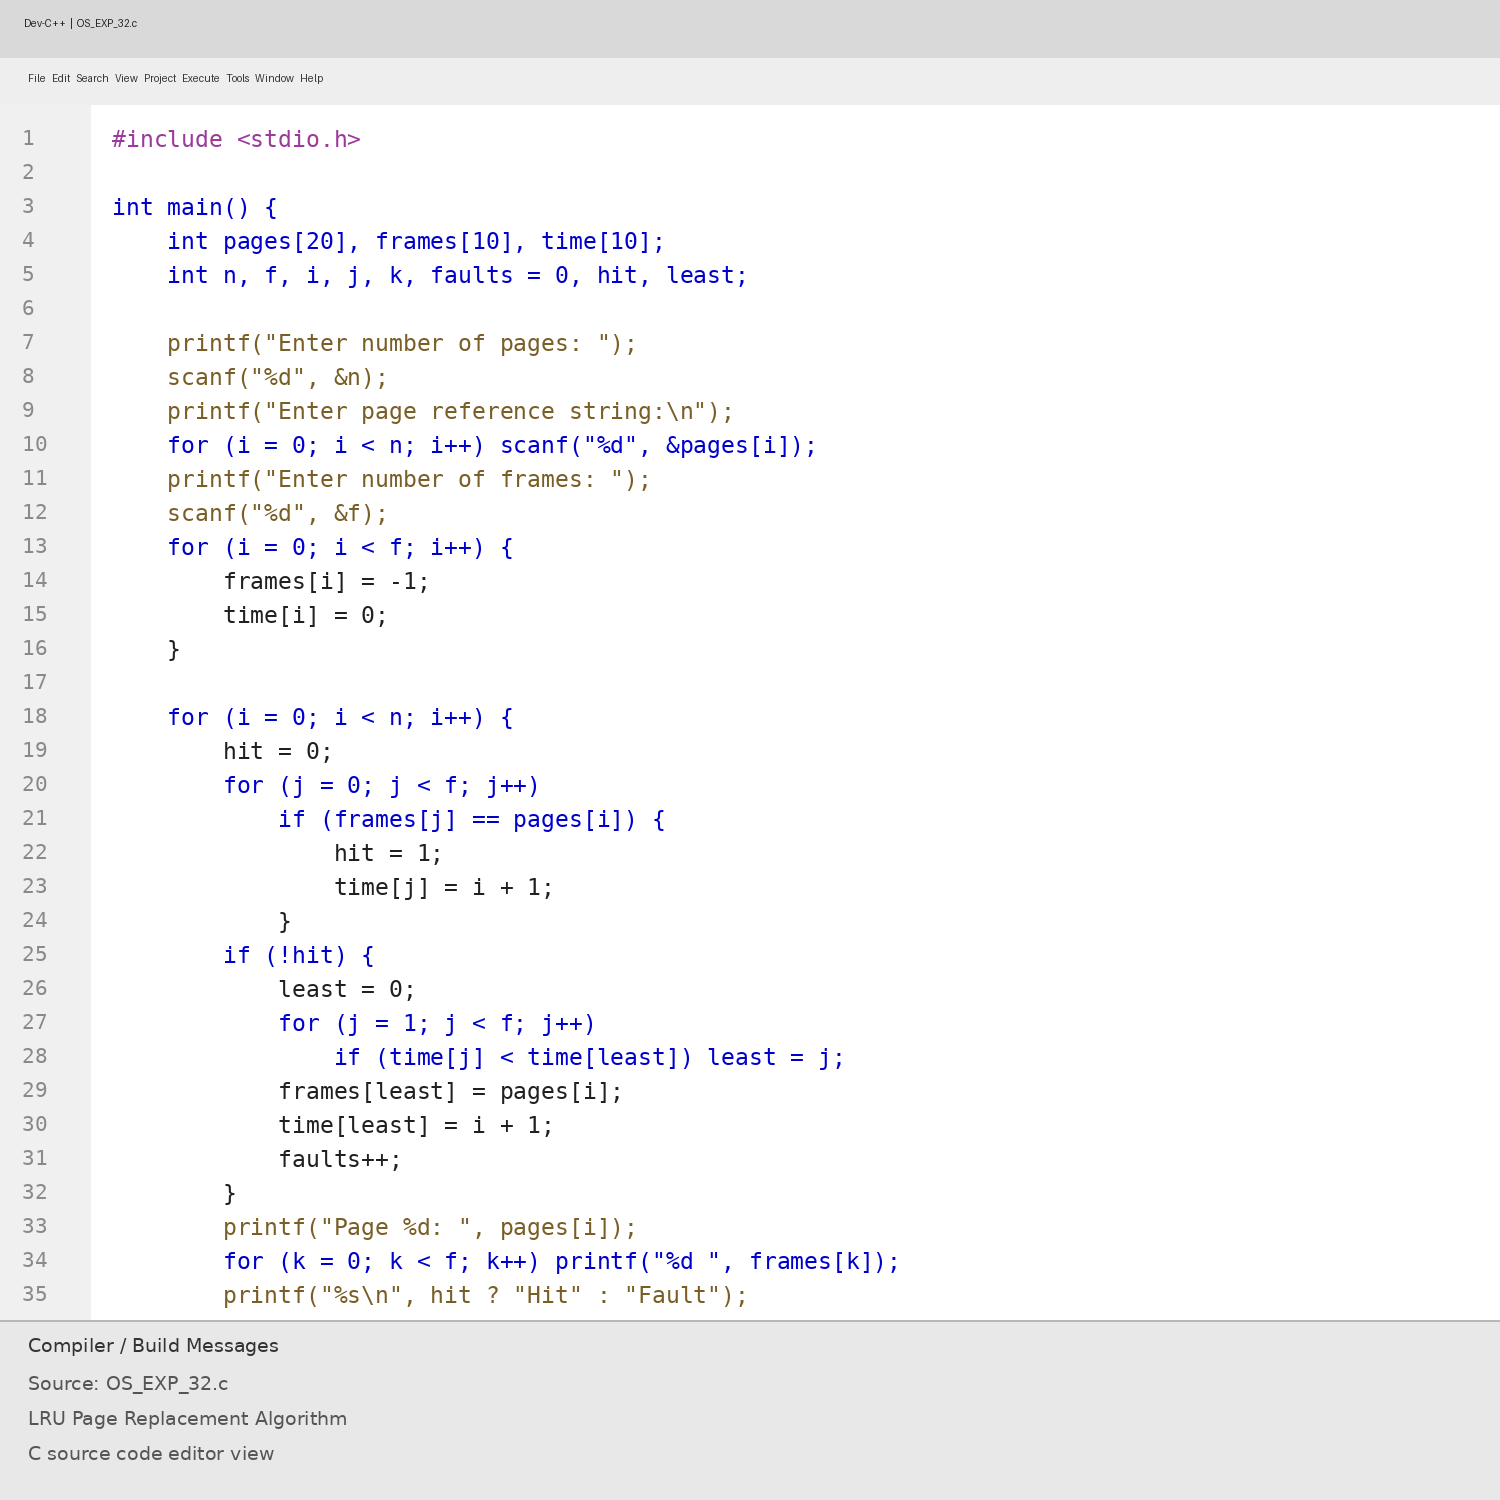 Dev-C++ | OS_EXP_32.c
File Edit Search View Project Execute Tools Window Help
1 #include <stdio.h>
2
3 int main() {
4     int pages[20], frames[10], time[10];
5     int n, f, i, j, k, faults = 0, hit, least;
6
7     printf("Enter number of pages: ");
8     scanf("%d", &n);
9     printf("Enter page reference string:\n");
10     for (i = 0; i < n; i++) scanf("%d", &pages[i]);
11     printf("Enter number of frames: ");
12     scanf("%d", &f);
13     for (i = 0; i < f; i++) {
14         frames[i] = -1;
15         time[i] = 0;
16     }
17
18     for (i = 0; i < n; i++) {
19         hit = 0;
20         for (j = 0; j < f; j++)
21             if (frames[j] == pages[i]) {
22                 hit = 1;
23                 time[j] = i + 1;
24             }
25         if (!hit) {
26             least = 0;
27             for (j = 1; j < f; j++)
28                 if (time[j] < time[least]) least = j;
29             frames[least] = pages[i];
30             time[least] = i + 1;
31             faults++;
32         }
33         printf("Page %d: ", pages[i]);
34         for (k = 0; k < f; k++) printf("%d ", frames[k]);
35         printf("%s\n", hit ? "Hit" : "Fault");
Compiler / Build Messages
Source: OS_EXP_32.c
LRU Page Replacement Algorithm
C source code editor view